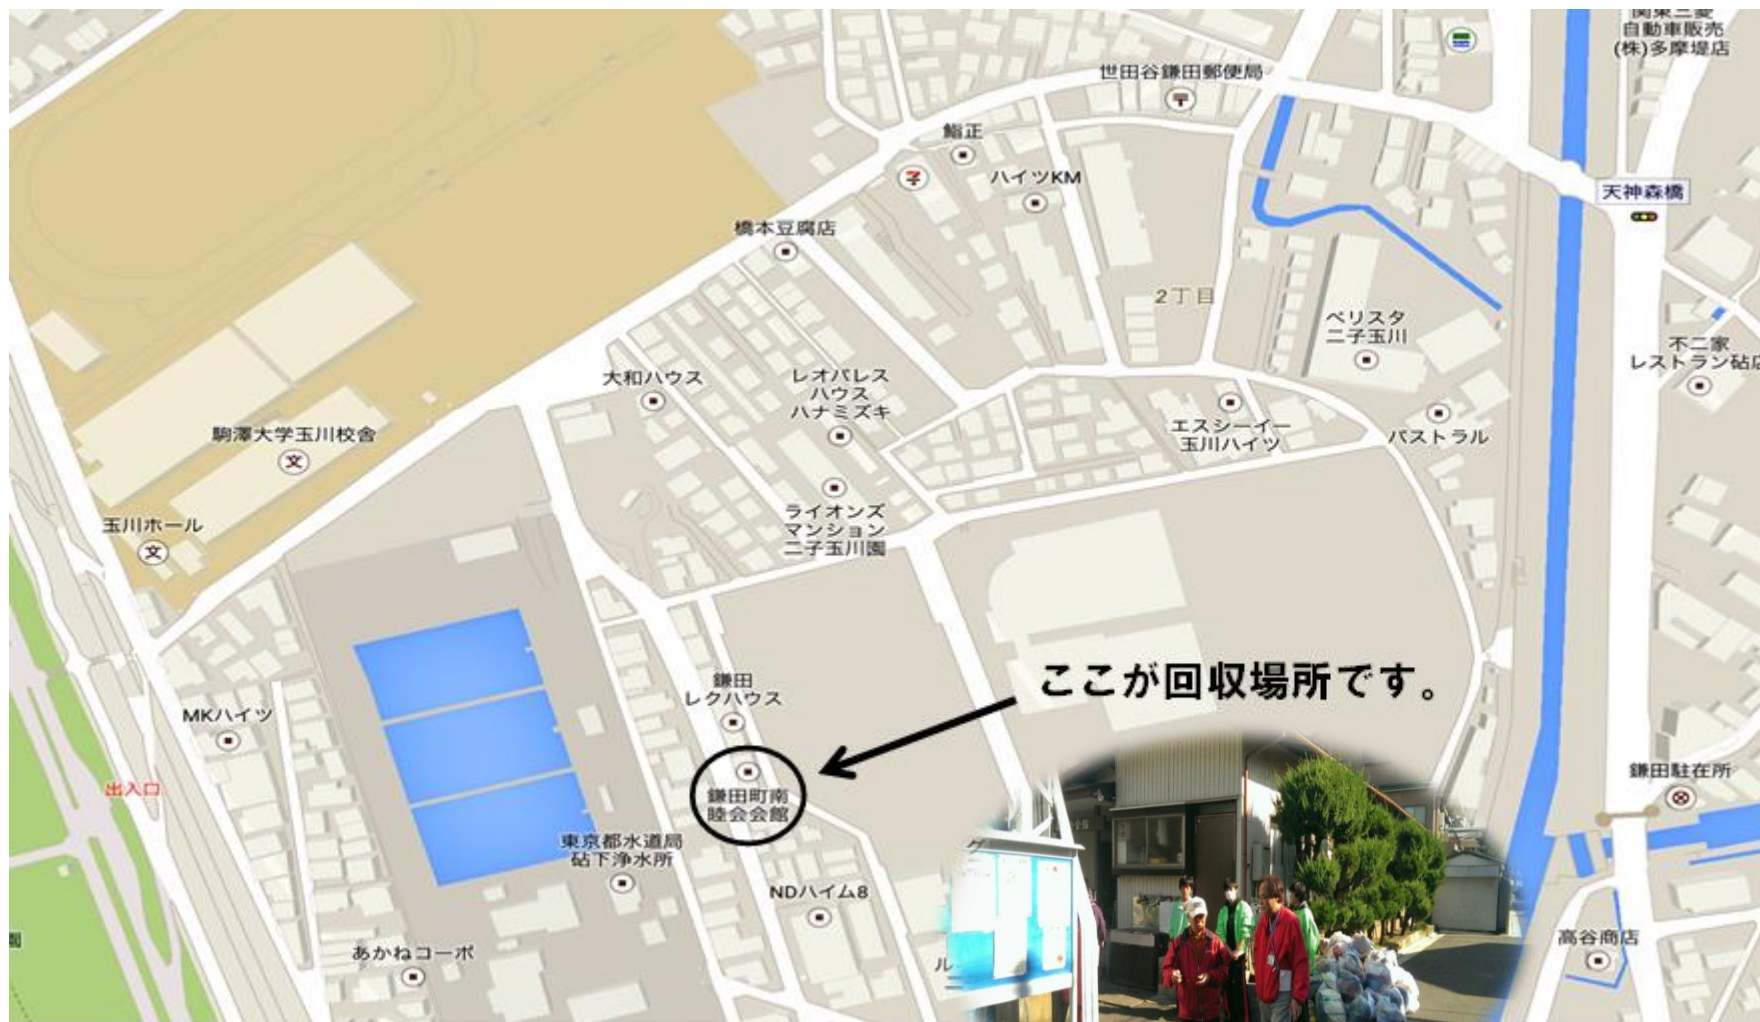 関東三菱
自動車販売
(株)多摩堤店
世田谷鎌田郵便局
鮨正
ハイツKM
天神森橋
橋本豆腐店
2丁目
ベリスタ
二子玉川
不二家
レストラン砧店
大和ハウス
レオパレス
ハウス
ハナミズキ
エスシーイー
玉川ハイツ
パストラル
駒澤大学玉川校舎
文
ライオンズ
マンション
二子玉川園
玉川ホール
文
ここが回収場所です。
鎌田
レクハウス
MKハイツ
出入口
鎌田町南
睦会会館
鎌田駐在所
東京都水道局
砧下浄水所
NDハイム8
あかねコーポ
高谷商店
園
ル